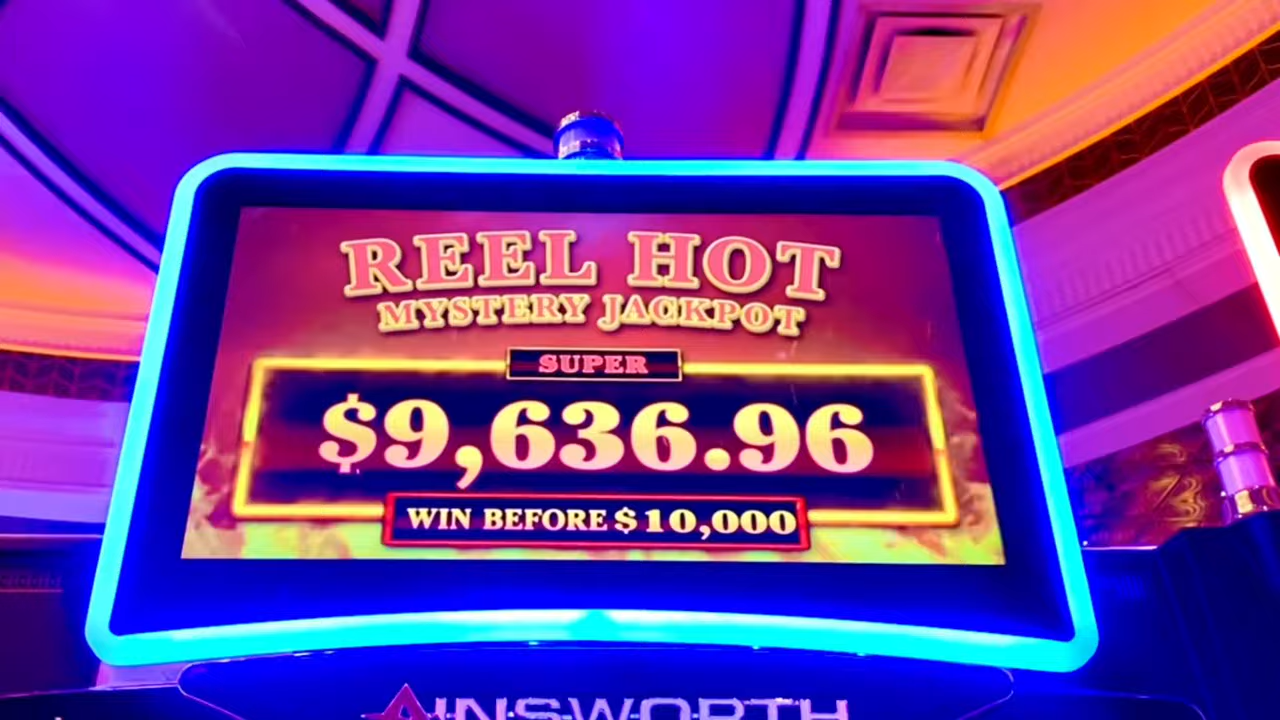 REEL HOT
MYSTERY JACKPOT
SUPER
$9,636.96
WIN BEFORE $10,000
AINSWORTH